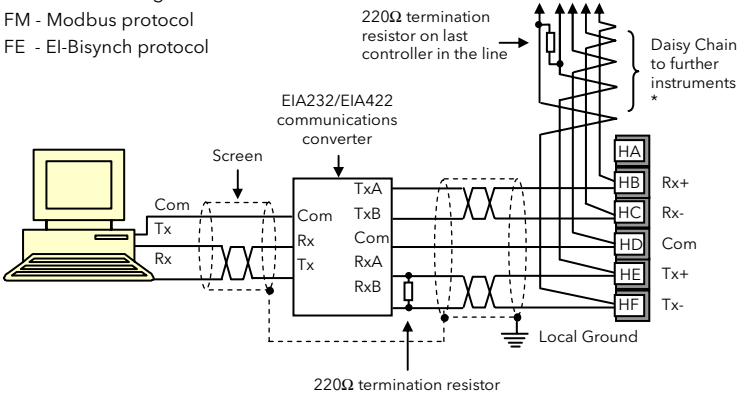 FM - Modbus protocol
FE - EI-Bisynch protocol
220Ω termination
resistor on last
controller in the line
Daisy Chain
to further
instruments
*
EIA232/EIA422
communications
converter
Screen
Com
Tx
Rx
Com
Rx
Tx
TxA
TxB
Com
RxA
RxB
HA
HB Rx+
HC Rx-
HD Com
HE Tx+
HF Tx-
Local Ground
220Ω termination resistor